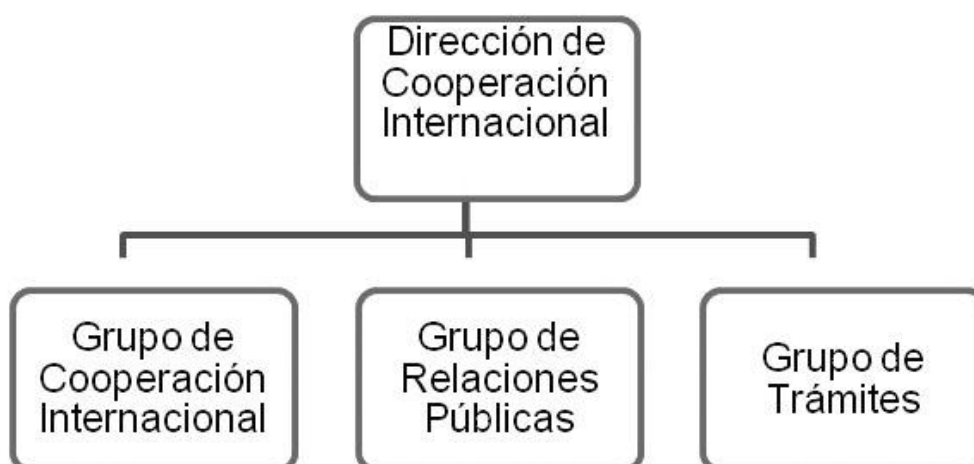 Dirección de
Cooperación
Internacional
Grupo de
Cooperación
Internacional
Grupo de
Relaciones
Públicas
Grupo de
Trámites